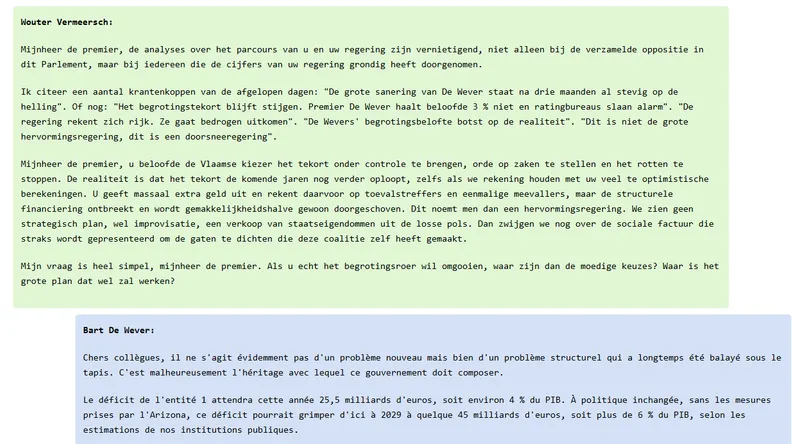 Wouter Vermeersch:
Mijnheer de premier, de analyses over het parcours van u en uw regering zijn vernietigend, niet alleen bij de verzamelde oppositie in
dit Parlement, maar bij iedereen die de cijfers van uw regering grondig heeft doorgenomen.
Ik citeer een aantal krantenkoppen van de afgelopen dagen: "De grote sanering van De Wever staat na drie maanden al stevig op de
helling". Of nog: "Het begrotingstekort blijft stijgen. Premier De Wever haalt beloofde 3 % niet en ratingbureaus slaan alarm". "De
regering rekent zich rijk. Ze gaat bedrogen uitkomen". "De Wevers' begrotingsbelofte botst op de realiteit". "Dit is niet de grote
hervormingsregering, dit is een doorsneeregering".
Mijnheer de premier, u beloofde de Vlaamse kiezer het tekort onder controle te brengen, orde op zaken te stellen en het rotten te
stoppen. De realiteit is dat het tekort de komende jaren nog verder oploopt, zelfs als we rekening houden met uw veel te optimistische
berekeningen. U geeft massaal extra geld uit en rekent daarvoor op toevalstreffers en eenmalige meevallers, maar de structurele
financiering ontbreekt en wordt gemakkelijkheidshalve gewoon doorgeschoven. Dit noemt men dan een hervormingsregering. We zien geen
strategisch plan, wel improvisatie, een verkoop van staatseigendommen uit de losse pols. Dan zwijgen we nog over de sociale factuur die
straks wordt gepresenteerd om de gaten te dichten die deze coalitie zelf heeft gemaakt.
Mijn vraag is heel simpel, mijnheer de premier. Als u echt het begrotingsroer wil omgooien, waar zijn dan de moedige keuzes? Waar is het
grote plan dat wel zal werken?
Bart De Wever:
Chers collègues, il ne s'agit évidemment pas d'un problème nouveau mais bien d'un problème structurel qui a longtemps été balayé sous le
tapis. C'est malheureusement l'héritage avec lequel ce gouvernement doit composer.
Le déficit de l'entité 1 attendra cette année 25,5 milliards d'euros, soit environ 4 % du PIB. À politique inchangée, sans les mesures
prises par l'Arizona, ce déficit pourrait grimper d'ici à 2029 à quelque 45 milliards d'euros, soit plus de 6 % du PIB, selon les
estimations de nos institutions publiques.